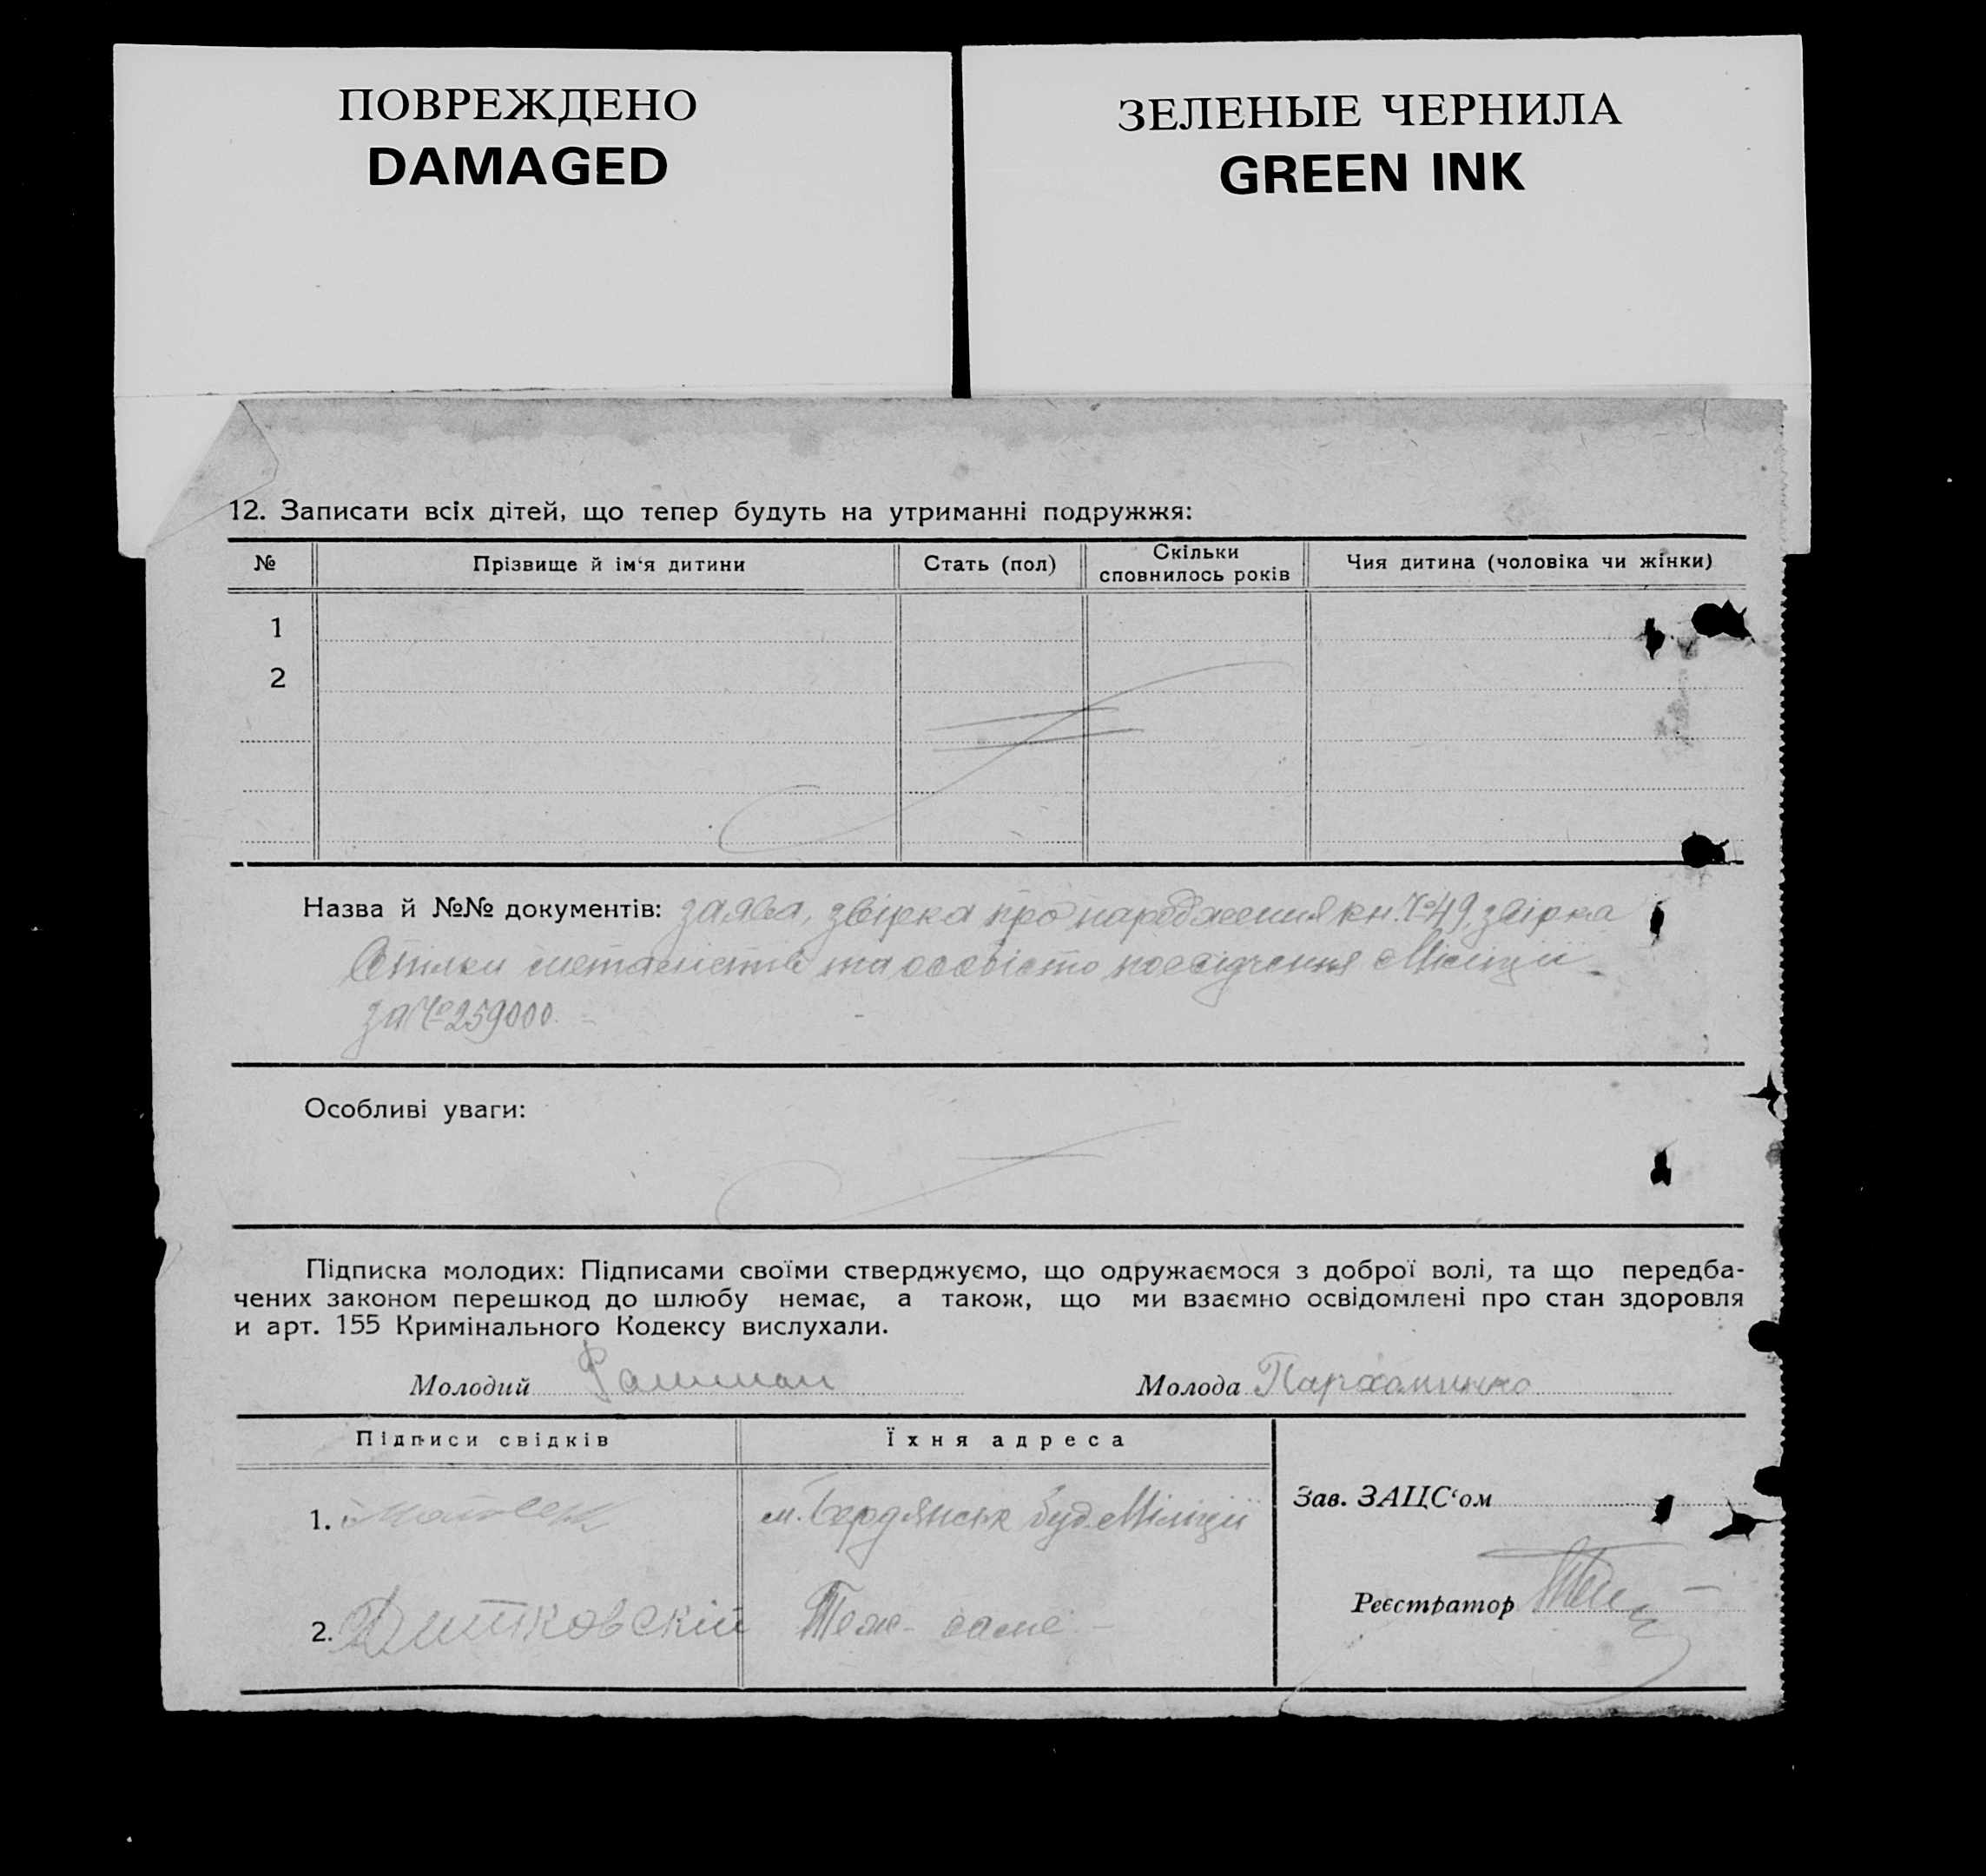 ПОВРЕЖДЕНО
DAMAGED
ЗЕЛЕНЫЕ ЧЕРНИЛА
GREEN INK
12. Записати всіх дітей, що тепер будуть на утриманні подружжя:
№ Прізвище й ім‘я дитини Стать (пол) Скільки сповнилось років Чия дитина (чоловіка чи жінки)
1
2
Назва й №№ документів: заява, звірка про народження кн. №49, звірка
Спілки металістів та посвідчення Міліції
за №259000
Особливі уваги:
Підписка молодих: Підписами своїми стверджуємо, що одружаємося з доброї волі, та що передба-
чених законом перешкод до шлюбу немає, а також, що ми взаємно освідомлені про стан здоровля
и арт. 155 Кримінального Кодексу вислухали.
Молодий
Молода Пархоминко
Підписи свідків Їхня адреса
Зав. ЗАЦС‘ом
1. м. Бердянськ буд. Міліції
Реєстратор
2. Дитковскій Теж саме